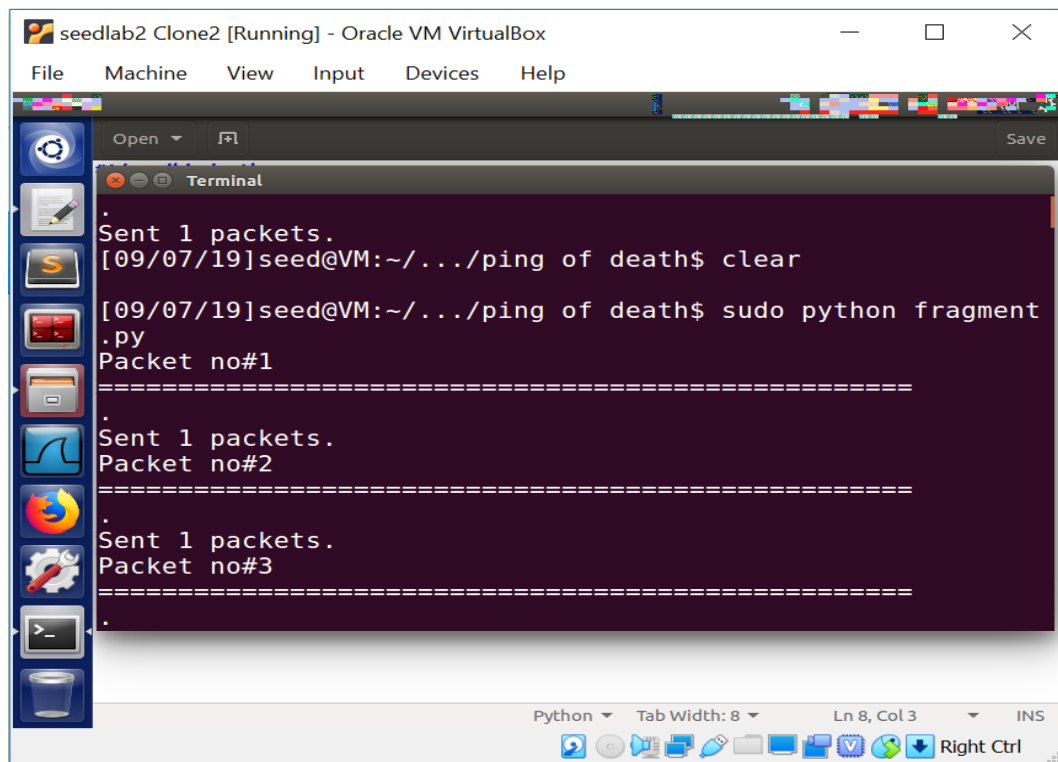 seedlab2 Clone2 [Running] - Oracle VM VirtualBox
File Machine View Input Devices Help
Open Save
Terminal
.
Sent 1 packets.
[09/07/19]seed@VM:~/.../ping of death$ clear
[09/07/19]seed@VM:~/.../ping of death$ sudo python fragment
.py
Packet no#1
===================================================
.
Sent 1 packets.
Packet no#2
===================================================
.
Sent 1 packets.
Packet no#3
===================================================
.
Python Tab Width: 8 Ln 8, Col 3 INS
Right Ctrl